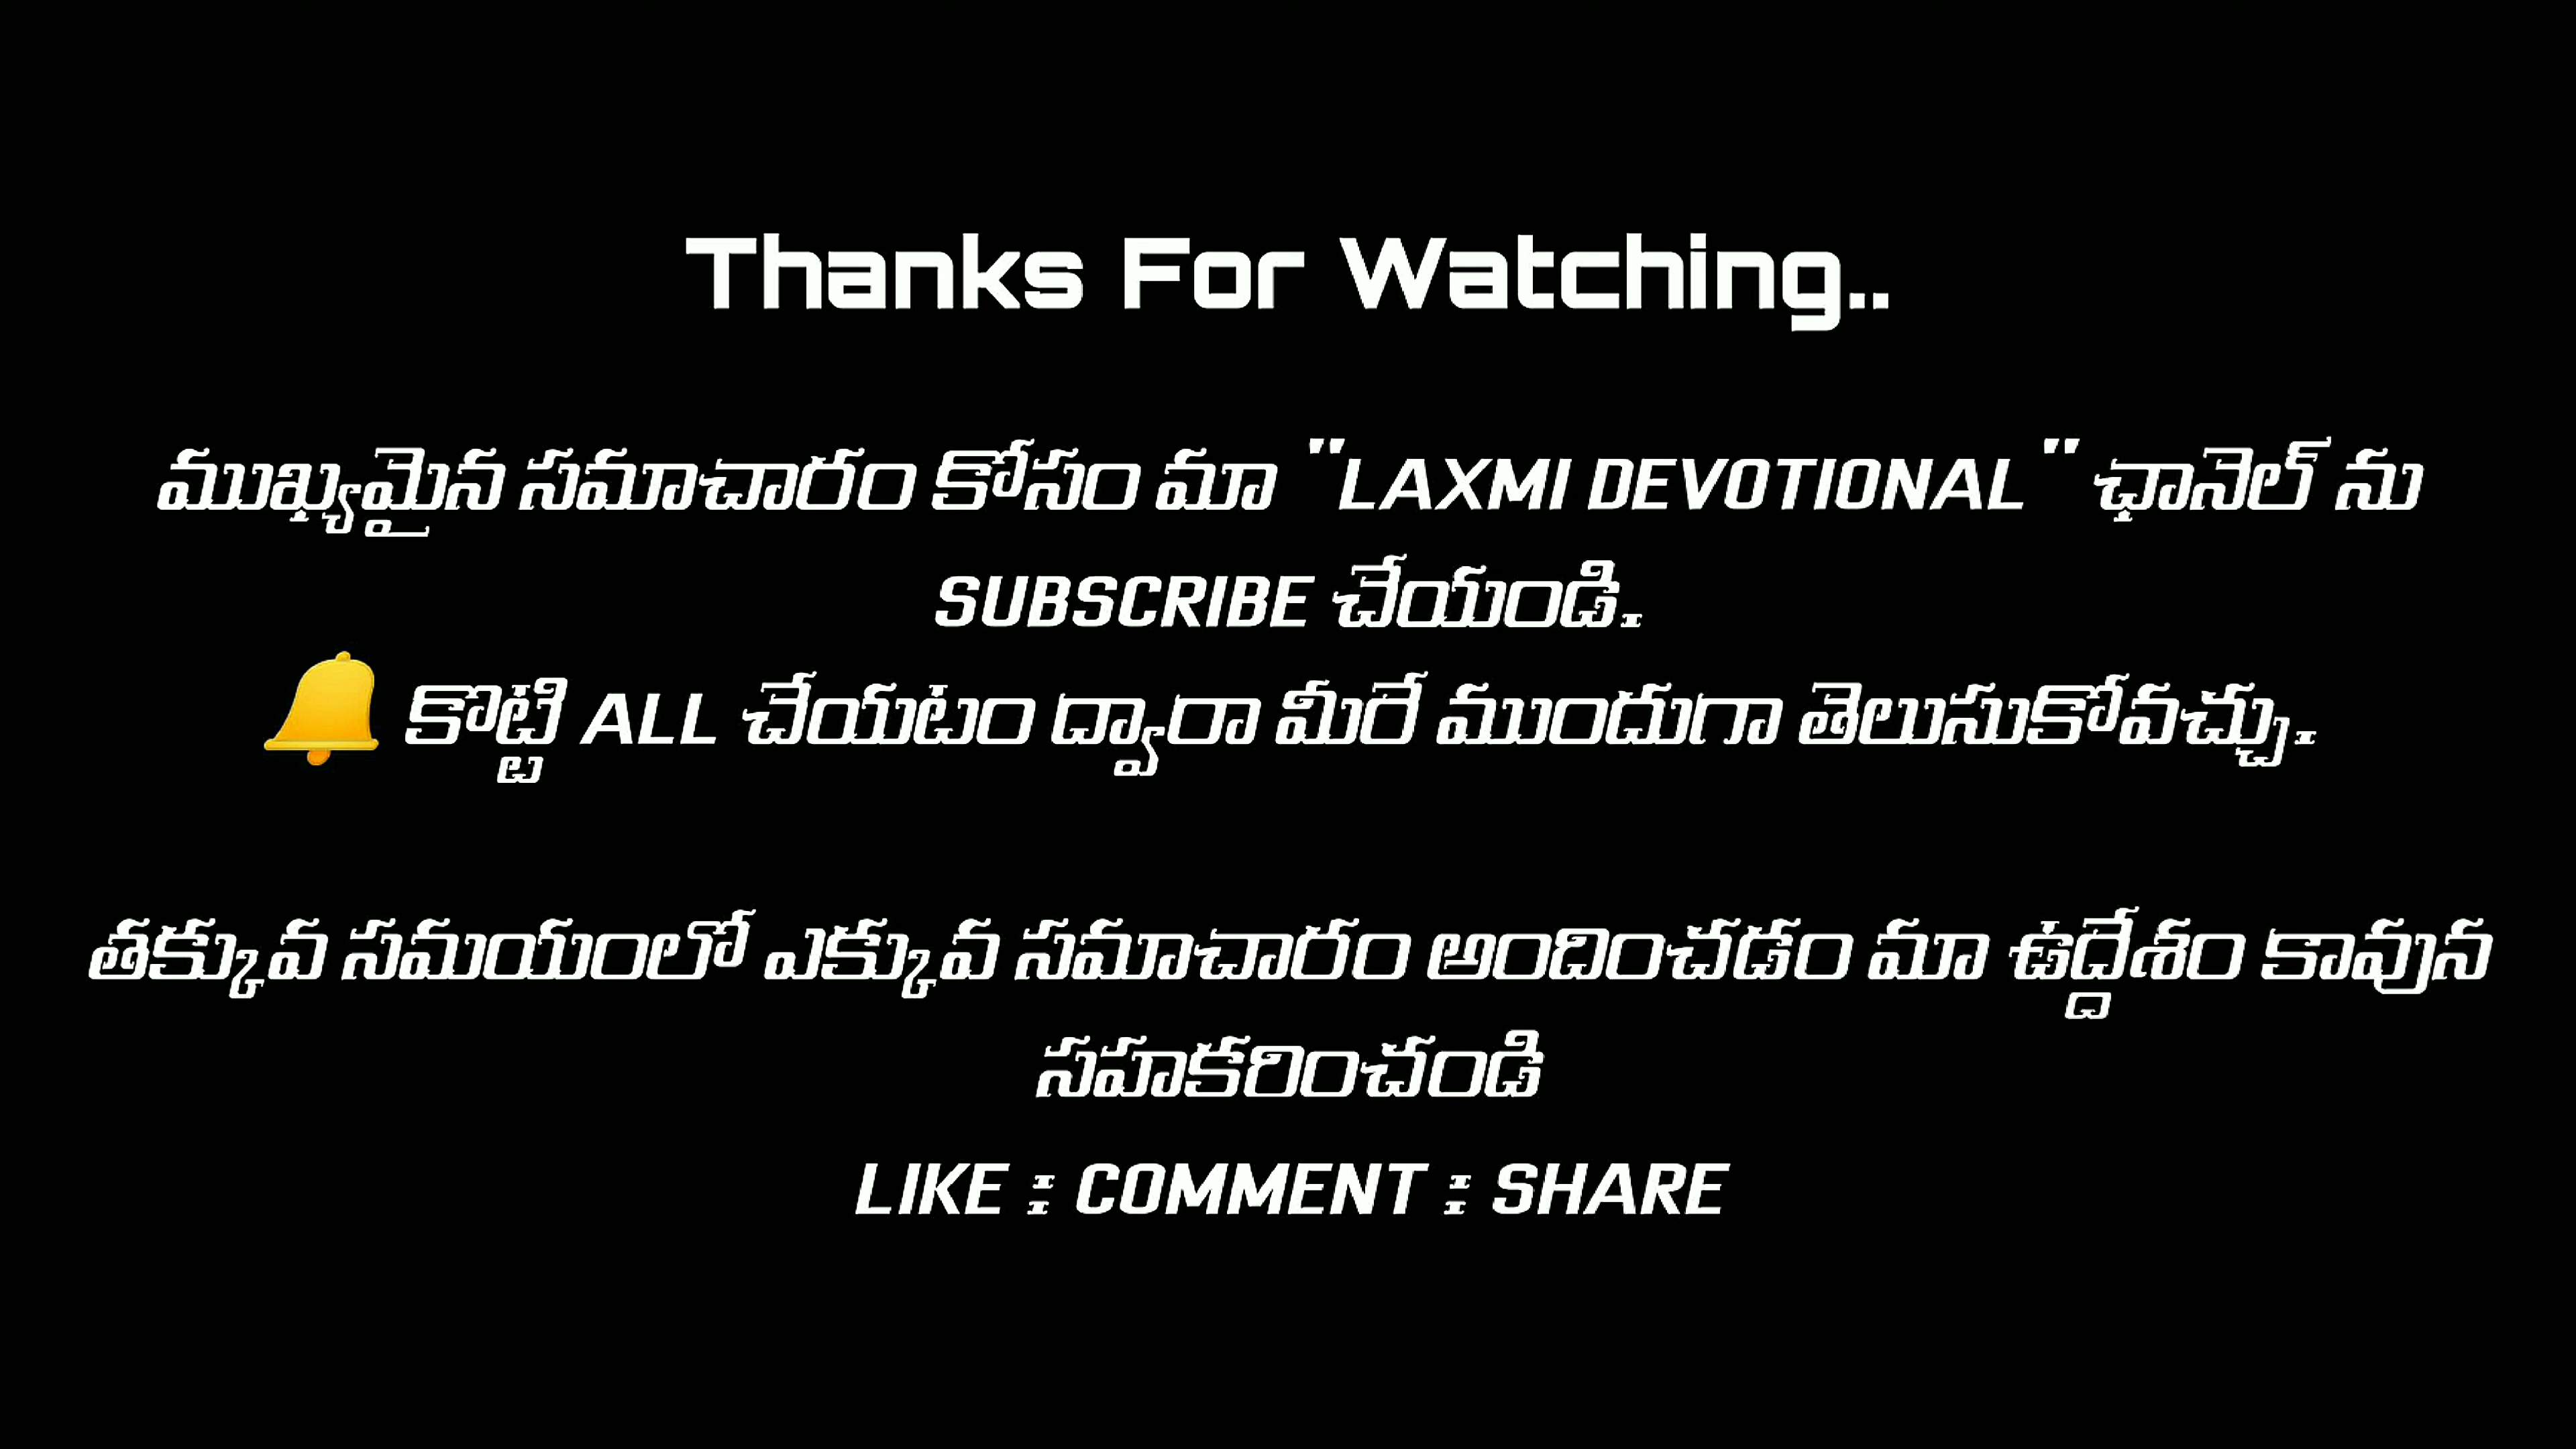 Thanks For Watching..
ముఖ్యమైన సమాచారం కోసం మా "LAXMI DEVOTIONAL" ఛానెల్ ను
SUBSCRIBE చేయండి.
🔔 కొట్టి ALL చేయటం ద్వారా మీరే ముందుగా తెలుసుకోవచ్చు.
తక్కువ సమయంలో ఎక్కువ సమాచారం అందించడం మా ఉద్దేశం కావున
సహకరించండి
LIKE : COMMENT : SHARE